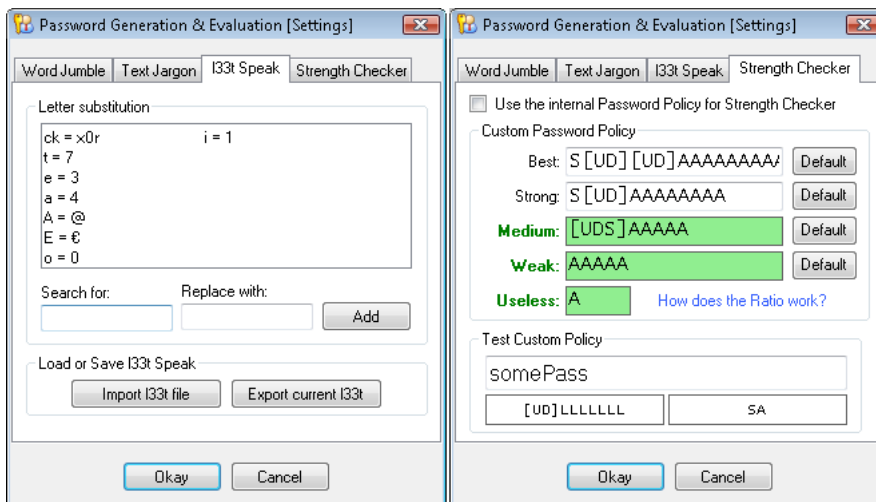 Password Generation & Evaluation [Settings]
Word Jumble
Text Jargon
l33t Speak
Strength Checker
Letter substitution
ck = x0r
i = 1
t = 7
e = 3
a = 4
A = @
E = €
o = 0
Search for:
Replace with:
Add
Load or Save l33t Speak
Import l33t file
Export current l33t
Okay
Cancel
Password Generation & Evaluation [Settings]
Word Jumble
Text Jargon
l33t Speak
Strength Checker
Use the internal Password Policy for Strength Checker
Custom Password Policy
Best: S[UD][UD]AAAAAAAAA Default
Strong: S[UD]AAAAAAAA Default
Medium: [UDS]AAAAA Default
Weak: AAAAA Default
Useless: A How does the Ratio work?
Test Custom Policy
somePass
[UD]LLLLLLL
SA
Okay
Cancel